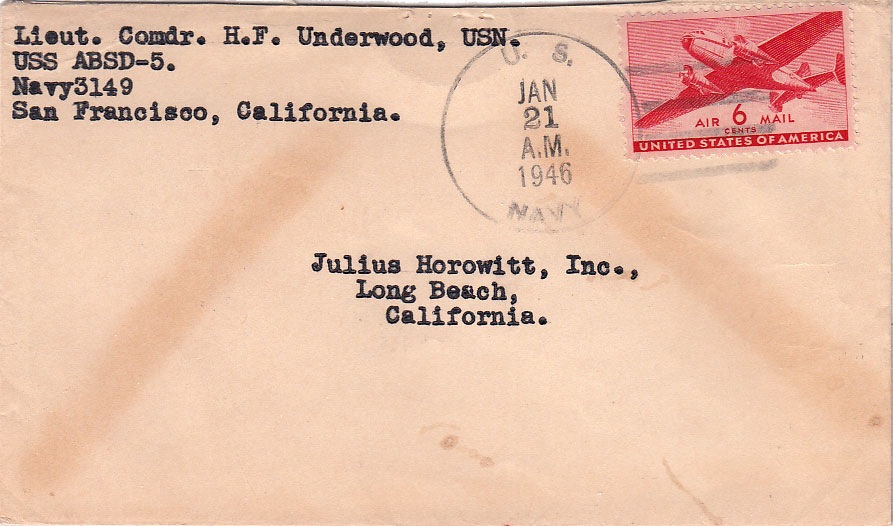 Lieut. Comdr. H.F. Underwood, USN.
USS ABSD-5.
Navy3149
San Francisco, California.
U. S.
JAN
21
A.M.
1946
NAVY
AIR 6 MAIL
CENTS
UNITED STATES OF AMERICA
Julius Horowitt, Inc.,
Long Beach,
California.